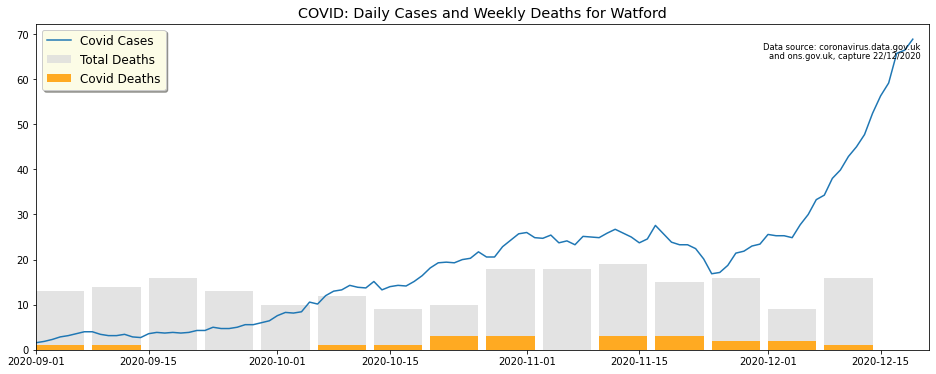 COVID: Daily Cases and Weekly Deaths for Watford
Covid Cases
Total Deaths
Covid Deaths
Data source: coronavirus.data.gov.uk
and ons.gov.uk, capture 22/12/2020
70
60
50
40
30
20
10
0
2020-09-01 2020-09-15 2020-10-01 2020-10-15 2020-11-01 2020-11-15 2020-12-01 2020-12-15